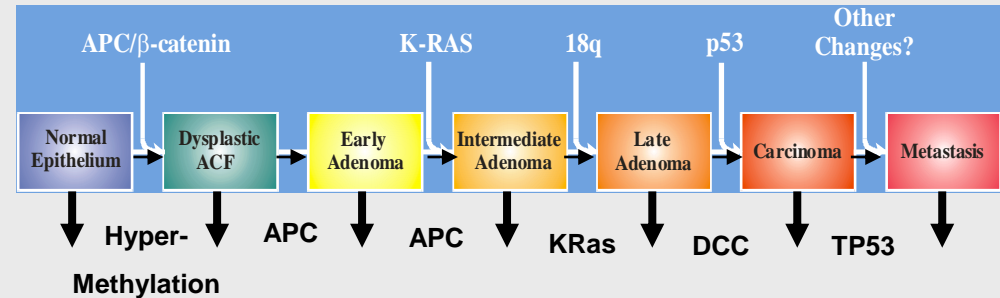 APC/β-catenin
K-RAS
18q
p53
Other
Changes?
Normal
Epithelium
Dysplastic
ACF
Early
Adenoma
Intermediate
Adenoma
Late
Adenoma
Carcinoma
Metastasis
Hyper-
Methylation
APC
APC
KRas
DCC
TP53